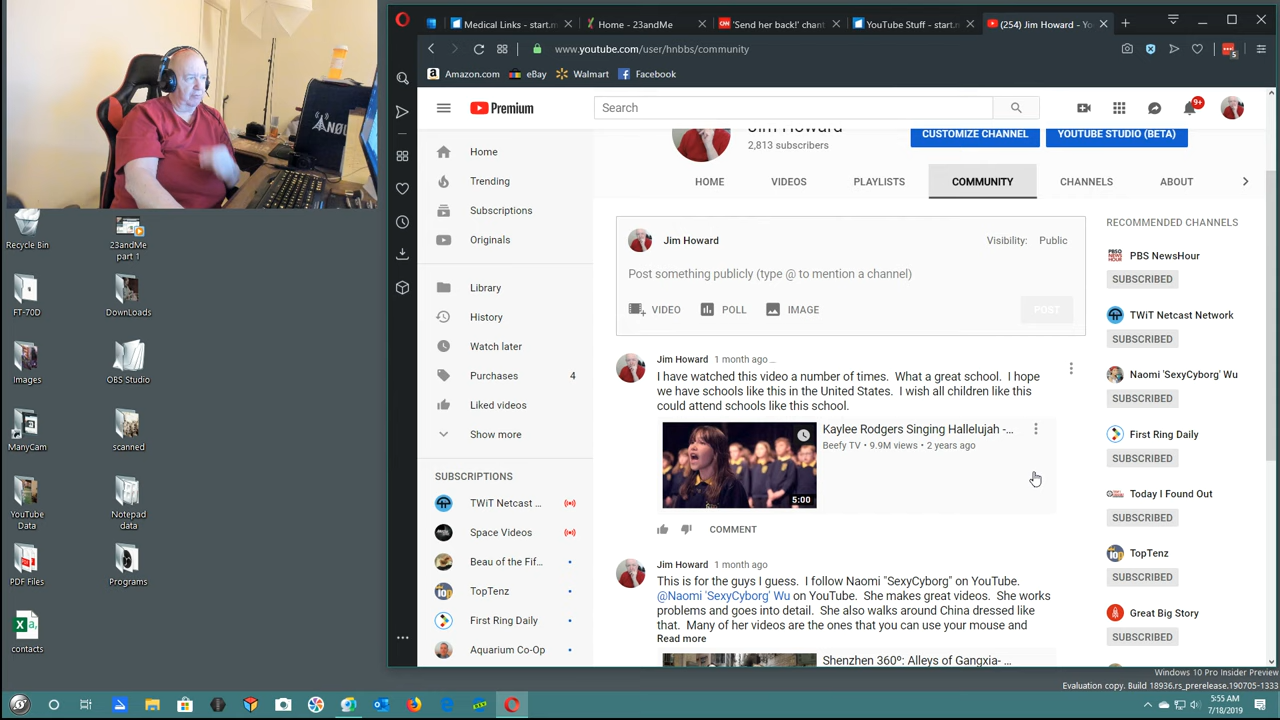 Medical Links - start.m
Home - 23andMe
'Send her back!' chant
YouTube Stuff - start.m
(254) Jim Howard - Yo
www.youtube.com/user/hnbbs/community
5
Amazon.com
eBay
Walmart
Facebook
Premium
Search
9+
Jim Howard
2,813 subscribers
CUSTOMIZE CHANNEL
YOUTUBE STUDIO (BETA)
HOME
VIDEOS
PLAYLISTS
COMMUNITY
CHANNELS
ABOUT
Home
Trending
Subscriptions
Originals
Library
History
Watch later
Purchases 4
Liked videos
Show more
SUBSCRIPTIONS
TWiT Netcast ...
Space Videos
Beau of the Fif...
TopTenz
First Ring Daily
Aquarium Co-Op
Jim Howard
Visibility: Public
Post something publicly (type @ to mention a channel)
VIDEO
POLL
IMAGE
POST
Jim Howard 1 month ago ...
I have watched this video a number of times. What a great school. I hope
we have schools like this in the United States. I wish all children like this
could attend schools like this school.
Kaylee Rodgers Singing Hallelujah -...
Beefy TV • 9.9M views • 2 years ago
5:00
COMMENT
Jim Howard 1 month ago
This is for the guys I guess. I follow Naomi "SexyCyborg" on YouTube.
@Naomi 'SexyCyborg' Wu on YouTube. She makes great videos. She works
problems and goes into detail. She also walks around China dressed like
that. Many of her videos are the ones that you can use your mouse and
Read more
Shenzhen 360º: Alleys of Gangxia- ...
RECOMMENDED CHANNELS
PBS NewsHour
SUBSCRIBED
TWiT Netcast Network
SUBSCRIBED
Naomi 'SexyCyborg' Wu
SUBSCRIBED
First Ring Daily
SUBSCRIBED
Today I Found Out
SUBSCRIBED
TopTenz
SUBSCRIBED
Great Big Story
SUBSCRIBED
Recycle Bin
23andMe
part 1
FT-70D
DownLoads
Images
OBS Studio
ManyCam
scanned
YouTube
Data
Notepad
data
PDF Files
Programs
contacts
Windows 10 Pro Insider Preview
Evaluation copy. Build 18936.rs_prerelease.190705-1333
5:55 AM
7/18/2019